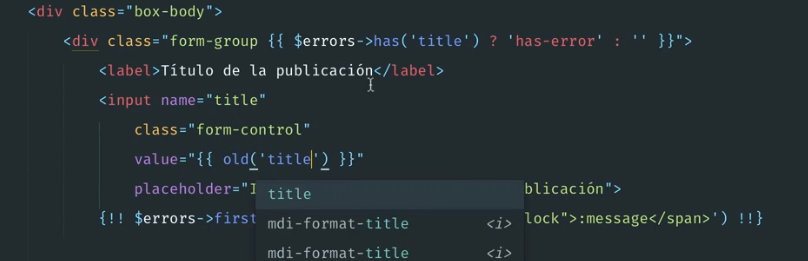 <div class="box-body">
<div class="form-group {{ $errors->has('title') ? 'has-error' : '' }}">
<label>Título de la publicación</label>
<input name="title"
class="form-control"
value="{{ old('title') }}"
placeholder="I blicación">
title
{!! $errors->first lock">:message</span>') !!}
mdi-format-title <i>
mdi-format-title <i>